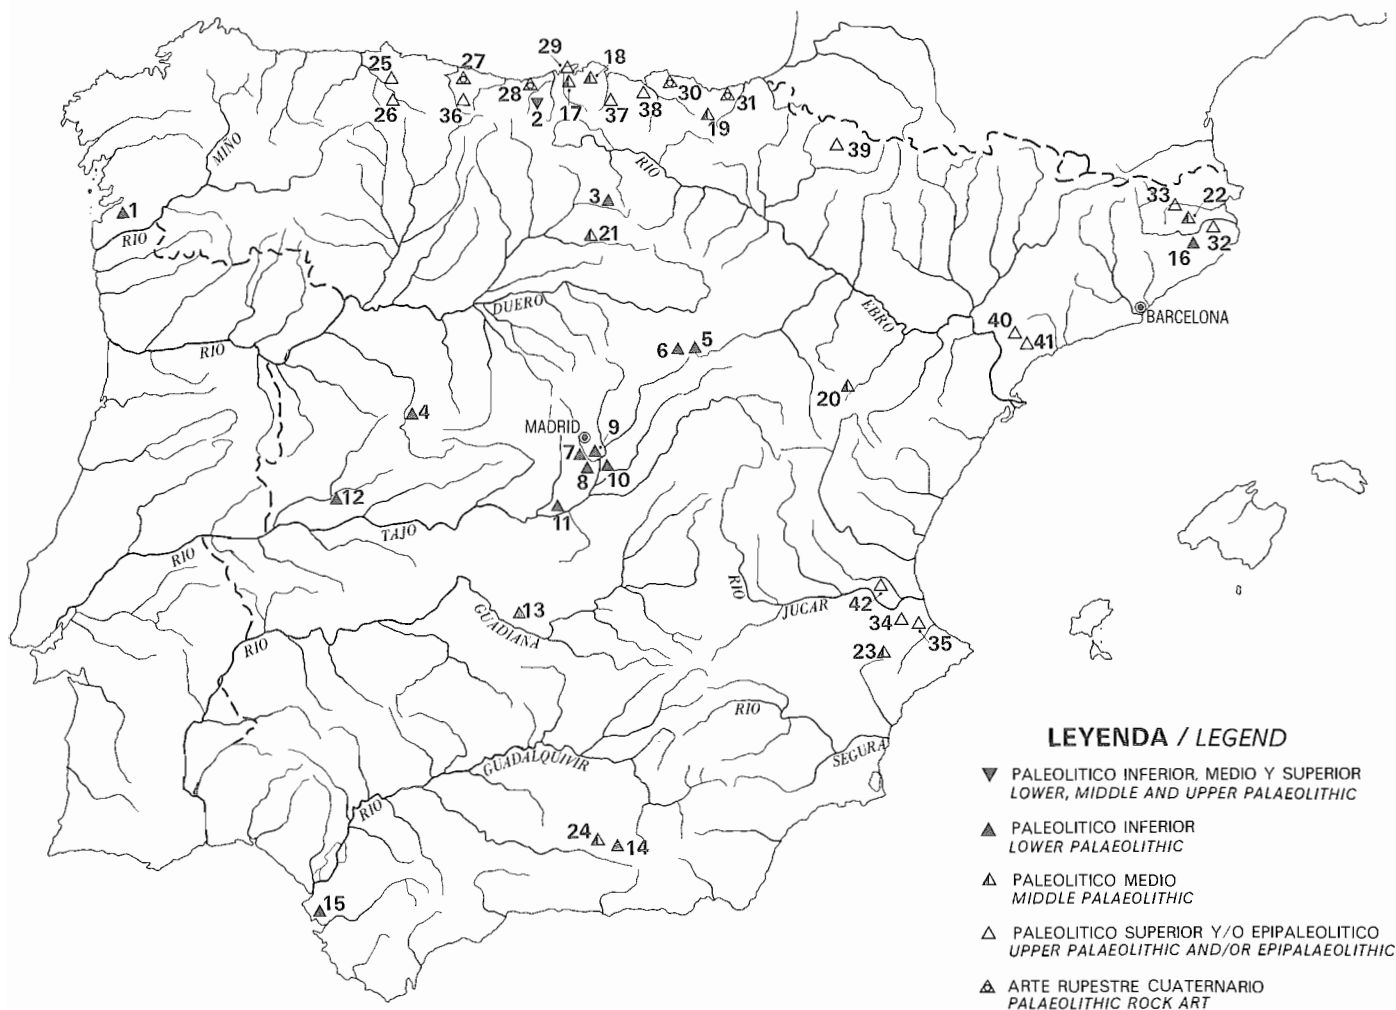 29
18
27
25
28
2
17
37
38
30
31
19
26
36
MIÑO
39
RIO
3
1
RIO
21
33
22
32
16
DUERO
EBRO
BARCELONA
40
41
RIO
6
5
20
4
MADRID
9
7
8
10
12
11
TAJO
RIO
13
GUADIANA
RIO
JUCAR
42
34
35
23
RIO
RIO
SEGURA
GUADALQUIVIR
RIO
24
14
15
LEYENDA / LEGEND
PALEOLITICO INFERIOR, MEDIO Y SUPERIOR
LOWER, MIDDLE AND UPPER PALAEOLITHIC
PALEOLITICO INFERIOR
LOWER PALAEOLITHIC
PALEOLITICO MEDIO
MIDDLE PALAEOLITHIC
PALEOLITICO SUPERIOR Y/O EPIPALEOLITICO
UPPER PALAEOLITHIC AND/OR EPIPALAEOLITHIC
ARTE RUPESTRE CUATERNARIO
PALAEOLITHIC ROCK ART